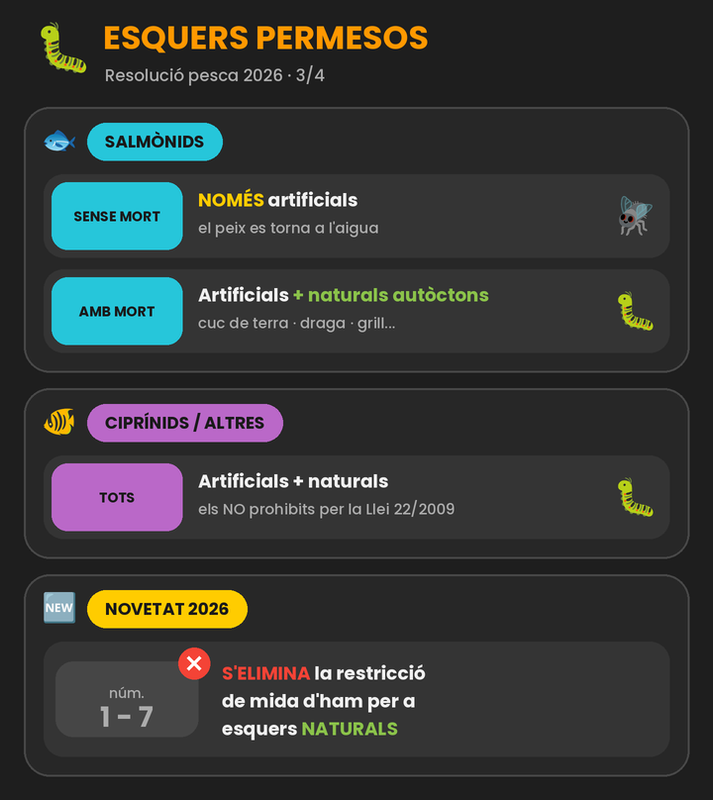 ESQUERS PERMESOS
Resolució pesca 2026 · 3/4
SALMÒNIDS
SENSE MORT
NOMÉS artificials
el peix es torna a l'aigua
AMB MORT
Artificials + naturals autòctons
cuc de terra · draga · grill...
CIPRÍNIDS / ALTRES
TOTS
Artificials + naturals
els NO prohibits per la Llei 22/2009
NEW
NOVETAT 2026
núm.
1 – 7
S'ELIMINA la restricció
de mida d'ham per a
esquers NATURALS